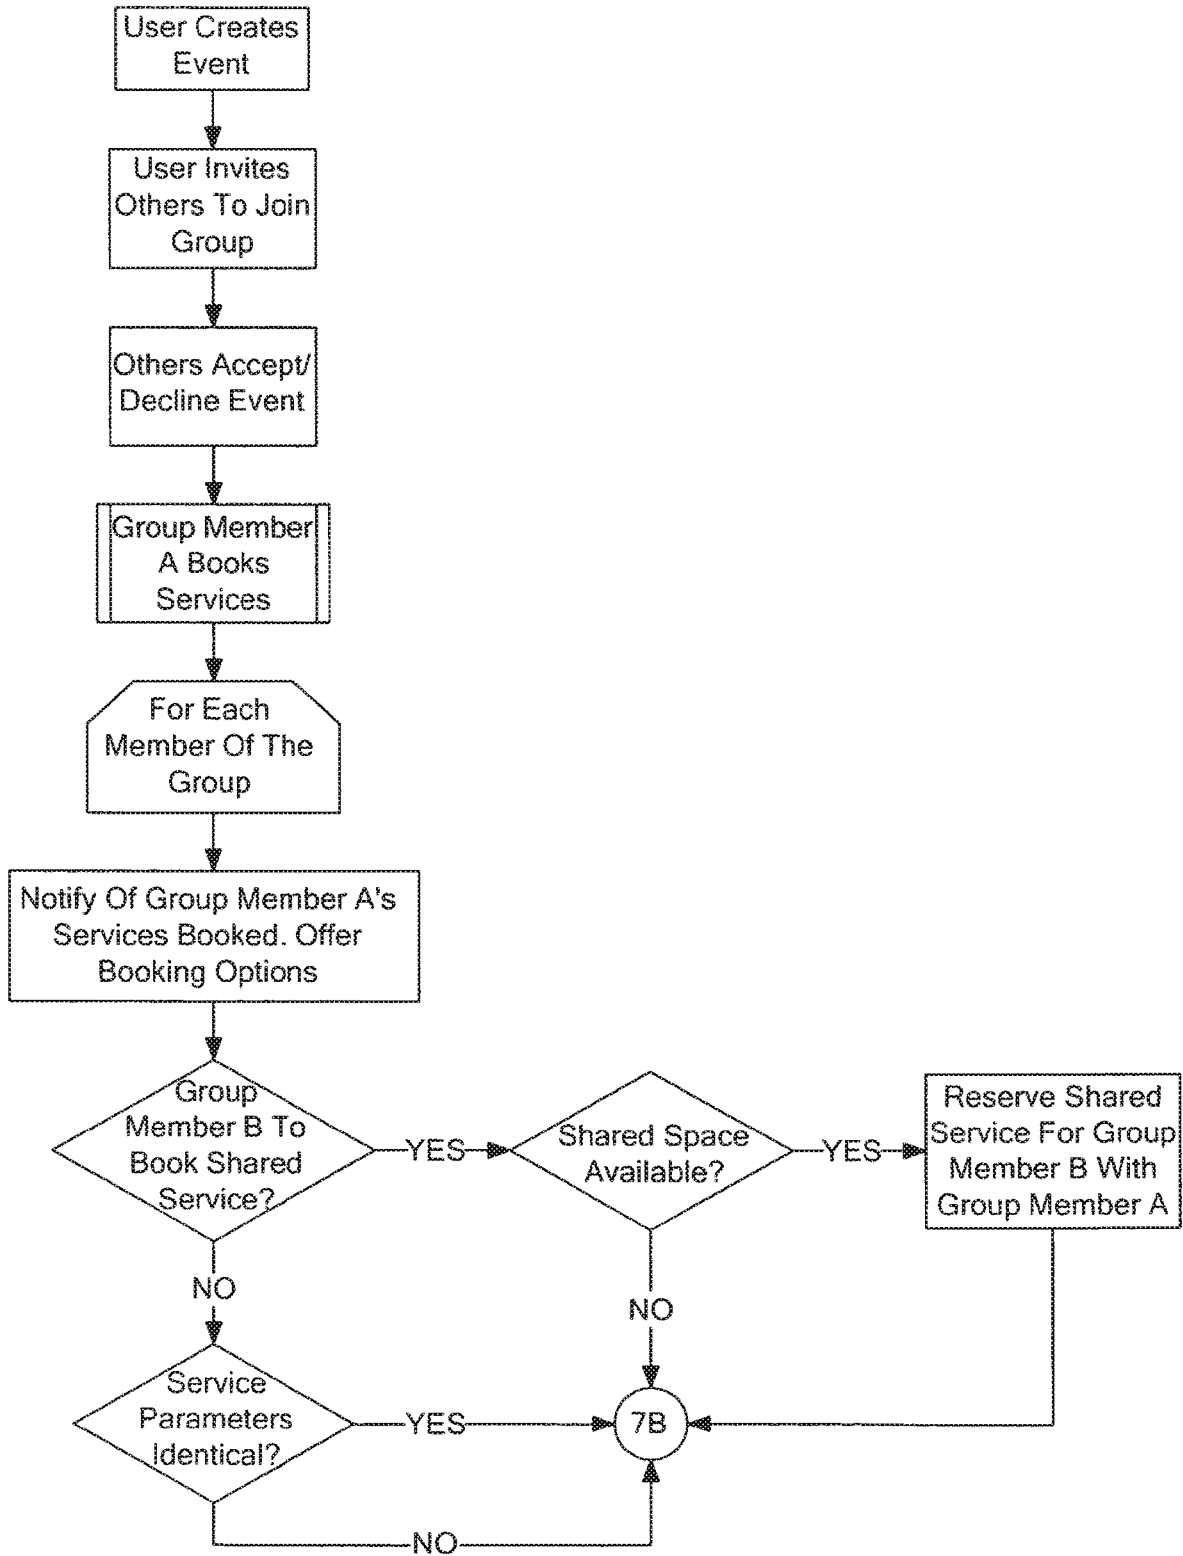 User Creates
Event
User Invites
Others To Join
Group
Others Accept/
Decline Event
Group Member
A Books
Services
For Each
Member Of The
Group
Notify Of Group Member A's
Services Booked. Offer
Booking Options
Group
Member B To
Book Shared
Service?
YES
Shared Space
Available?
YES
Reserve Shared
Service For Group
Member B With
Group Member A
NO
NO
Service
Parameters
Identical?
YES
7B
NO